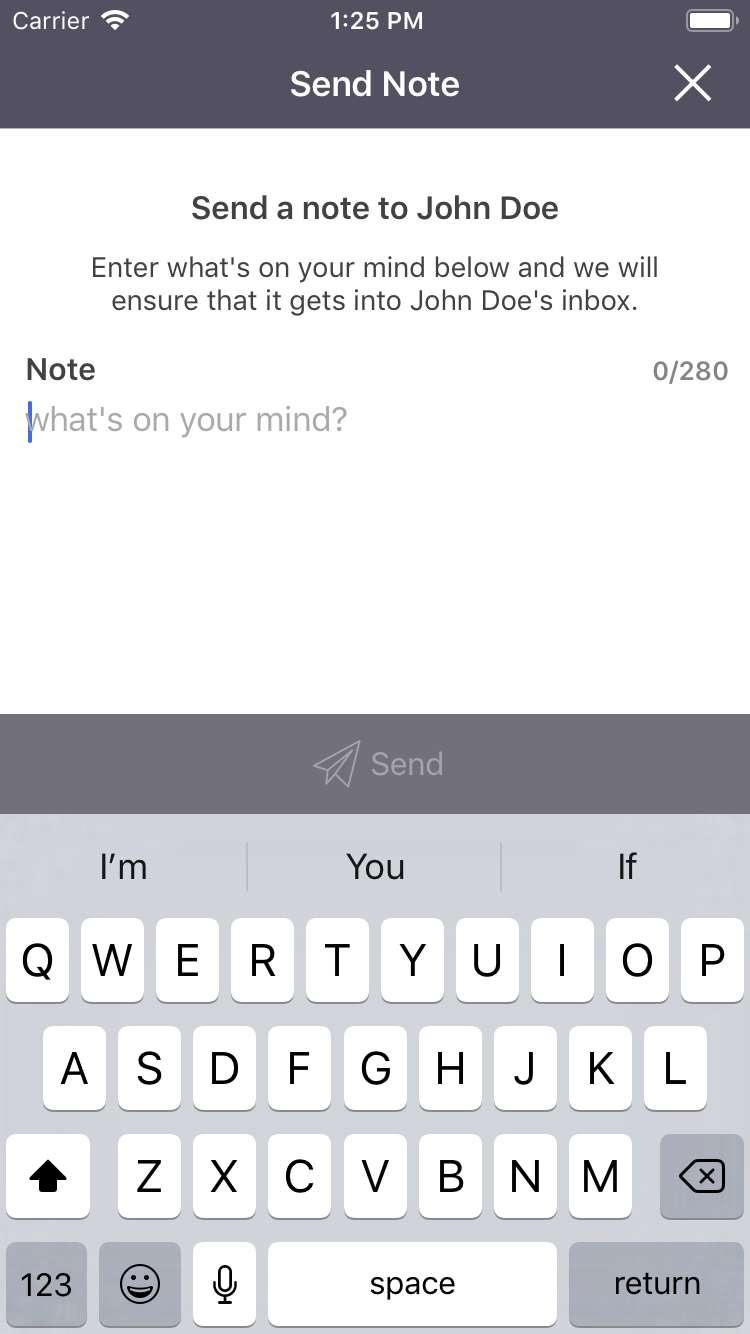 Carrier 1:25 PM
Send Note
Send a note to John Doe
Enter what's on your mind below and we will
ensure that it gets into John Doe's inbox.
Note 0/280
what's on your mind?
Send
I’m You If
Q W E R T Y U I O P
A S D F G H J K L
Z X C V B N M
123 space return